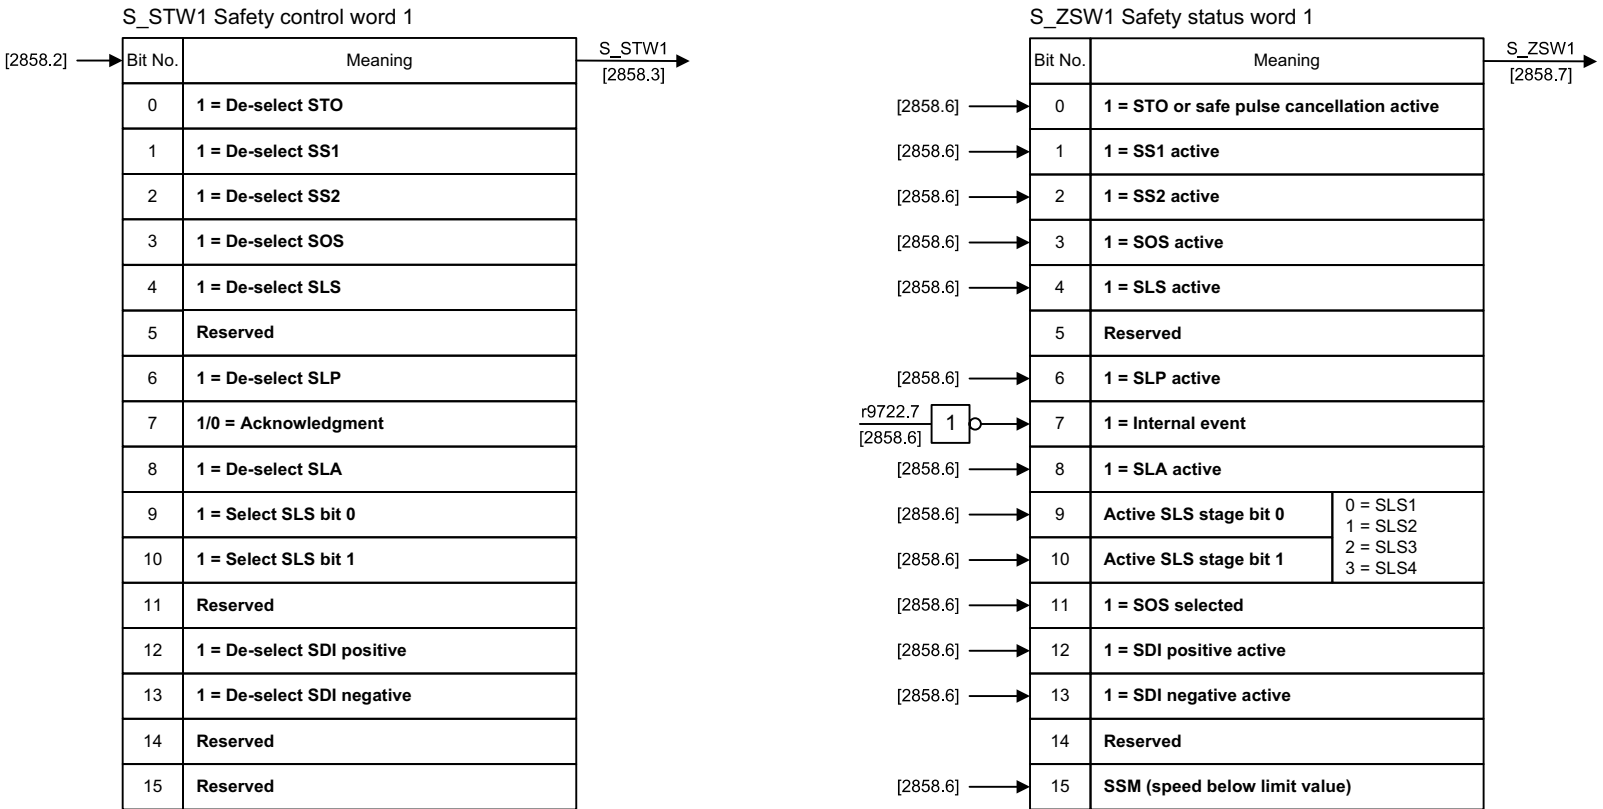 S_STW1 Safety control word 1
[2858.2]
Bit No. Meaning
S_STW1
[2858.3]
0 1 = De-select STO
1 1 = De-select SS1
2 1 = De-select SS2
3 1 = De-select SOS
4 1 = De-select SLS
5 Reserved
6 1 = De-select SLP
7 1/0 = Acknowledgment
8 1 = De-select SLA
9 1 = Select SLS bit 0
10 1 = Select SLS bit 1
11 Reserved
12 1 = De-select SDI positive
13 1 = De-select SDI negative
14 Reserved
15 Reserved
S_ZSW1 Safety status word 1
Bit No. Meaning
S_ZSW1
[2858.7]
[2858.6] 0 1 = STO or safe pulse cancellation active
[2858.6] 1 1 = SS1 active
[2858.6] 2 1 = SS2 active
[2858.6] 3 1 = SOS active
[2858.6] 4 1 = SLS active
5 Reserved
[2858.6] 6 1 = SLP active
r9722.7
[2858.6]
1
7 1 = Internal event
[2858.6] 8 1 = SLA active
[2858.6] 9 Active SLS stage bit 0
[2858.6] 10 Active SLS stage bit 1
0 = SLS1
1 = SLS2
2 = SLS3
3 = SLS4
[2858.6] 11 1 = SOS selected
[2858.6] 12 1 = SDI positive active
[2858.6] 13 1 = SDI negative active
14 Reserved
[2858.6] 15 SSM (speed below limit value)